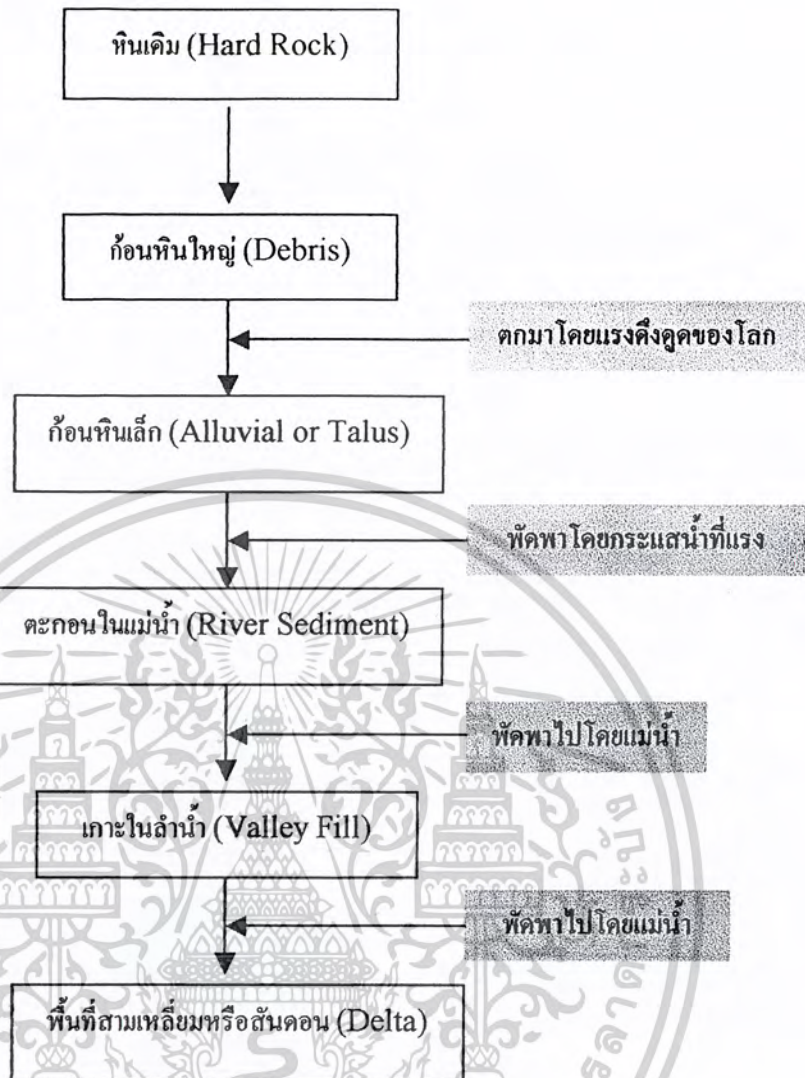 หินเดิม (Hard Rock)
ก้อนหินใหญ่ (Debris)
ตกมาโดยแรงดึงดูดของโลก
ก้อนหินเล็ก (Alluvial or Talus)
พัดพาโดยกระแสน้ำที่แรง
ตะกอนในแม่น้ำ (River Sediment)
พัดพาไปโดยแม่น้ำ
เกาะในลำน้ำ (Valley Fill)
พัดพาไปโดยแม่น้ำ
พื้นที่สามเหลี่ยมหรือสันดอน (Delta)